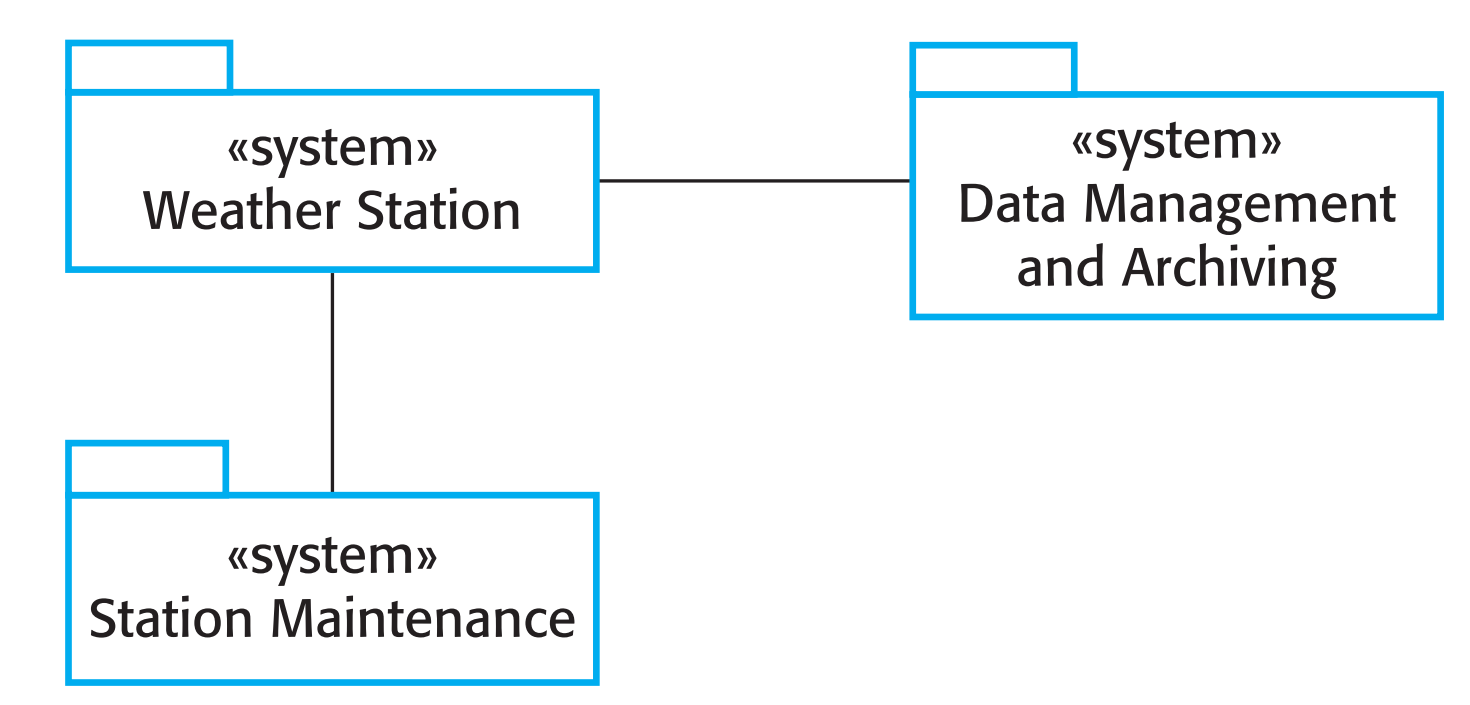 «system»
Weather Station
«system»
Data Management
and Archiving
«system»
Station Maintenance